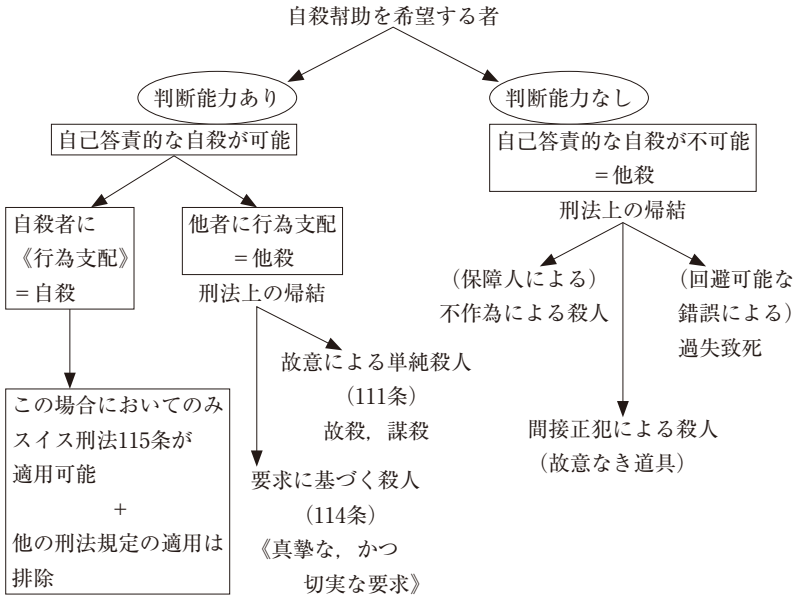 自殺幇助を希望する者
判断能力あり
自己答責的な自殺が可能
自殺者に
《行為支配》
＝自殺
この場合においてのみ
スイス刑法115条が
適用可能
＋
他の刑法規定の適用は
排除
他者に行為支配
＝他殺
刑法上の帰結
故意による単純殺人
（111条）
故殺，謀殺
要求に基づく殺人
（114条）
《真摯な，かつ
切実な要求》
判断能力なし
自己答責的な自殺が不可能
＝他殺
刑法上の帰結
（保障人による）
不作為による殺人
間接正犯による殺人
（故意なき道具）
（回避可能な
錯誤による）
過失致死